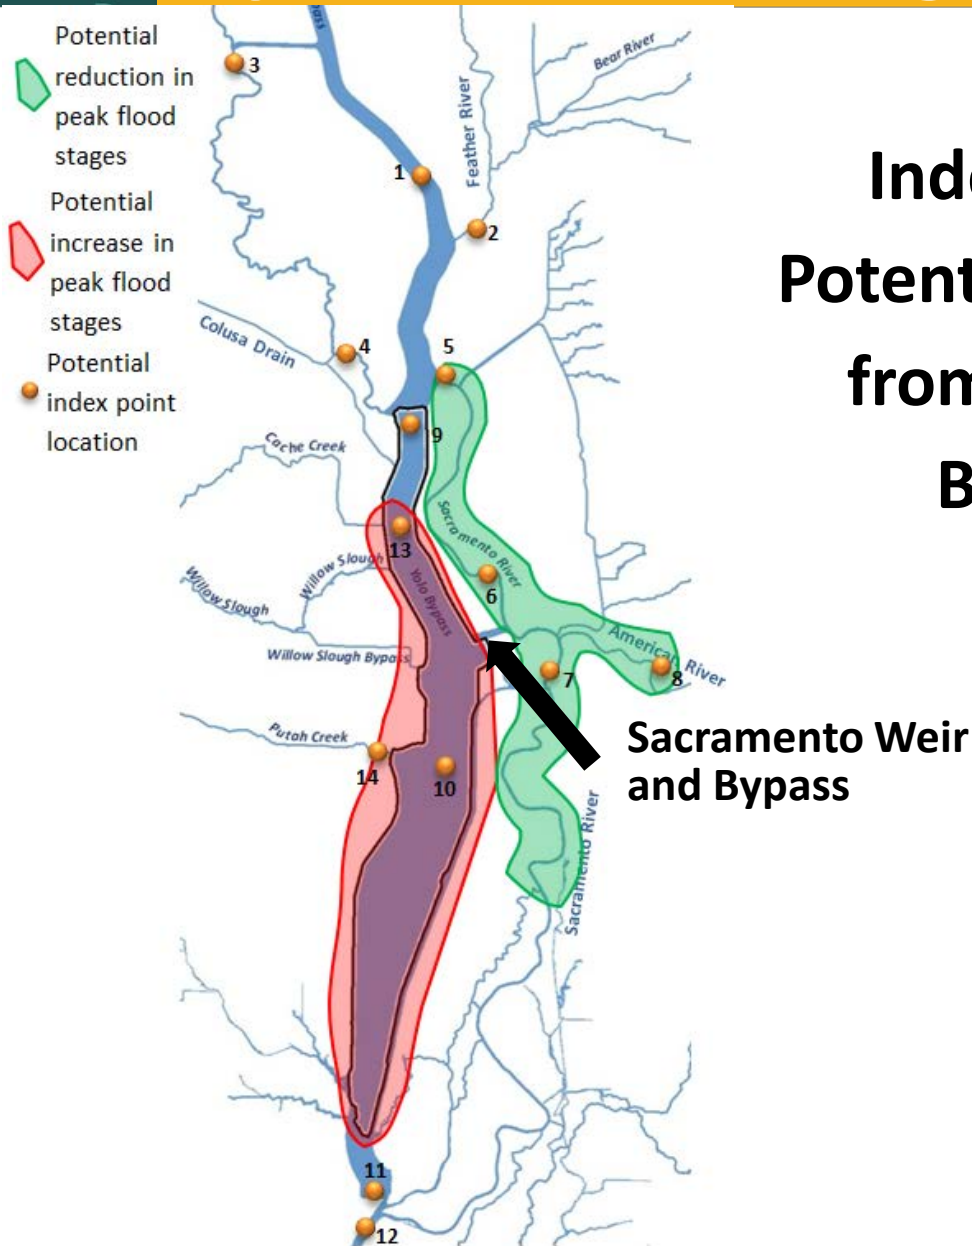 Potential
reduction in
peak flood
stages
Potential
increase in
peak flood
stages
Potential
index point
location
3
1
Feather River
Bear River
2
Colusa Drain
4
5
9
Cache Creek
Sacramento River
13
Willow Slough
Yolo Bypass
6
Willow Slough
Willow Slough Bypass
American River
7
8
Putah Creek
14
10
Sacramento Weir
and Bypass
Sacramento River
11
12
Potent
from
B